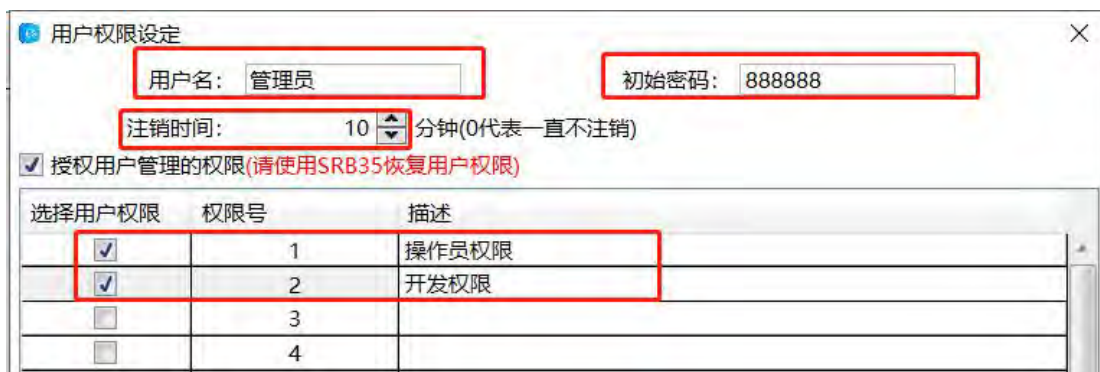 用户权限设定
用户名： 管理员 初始密码： 888888
注销时间： 10 分钟(0代表一直不注销)
授权用户管理的权限(请使用SRB35恢复用户权限)
选择用户权限 权限号 描述
1 操作员权限
2 开发权限
3
4